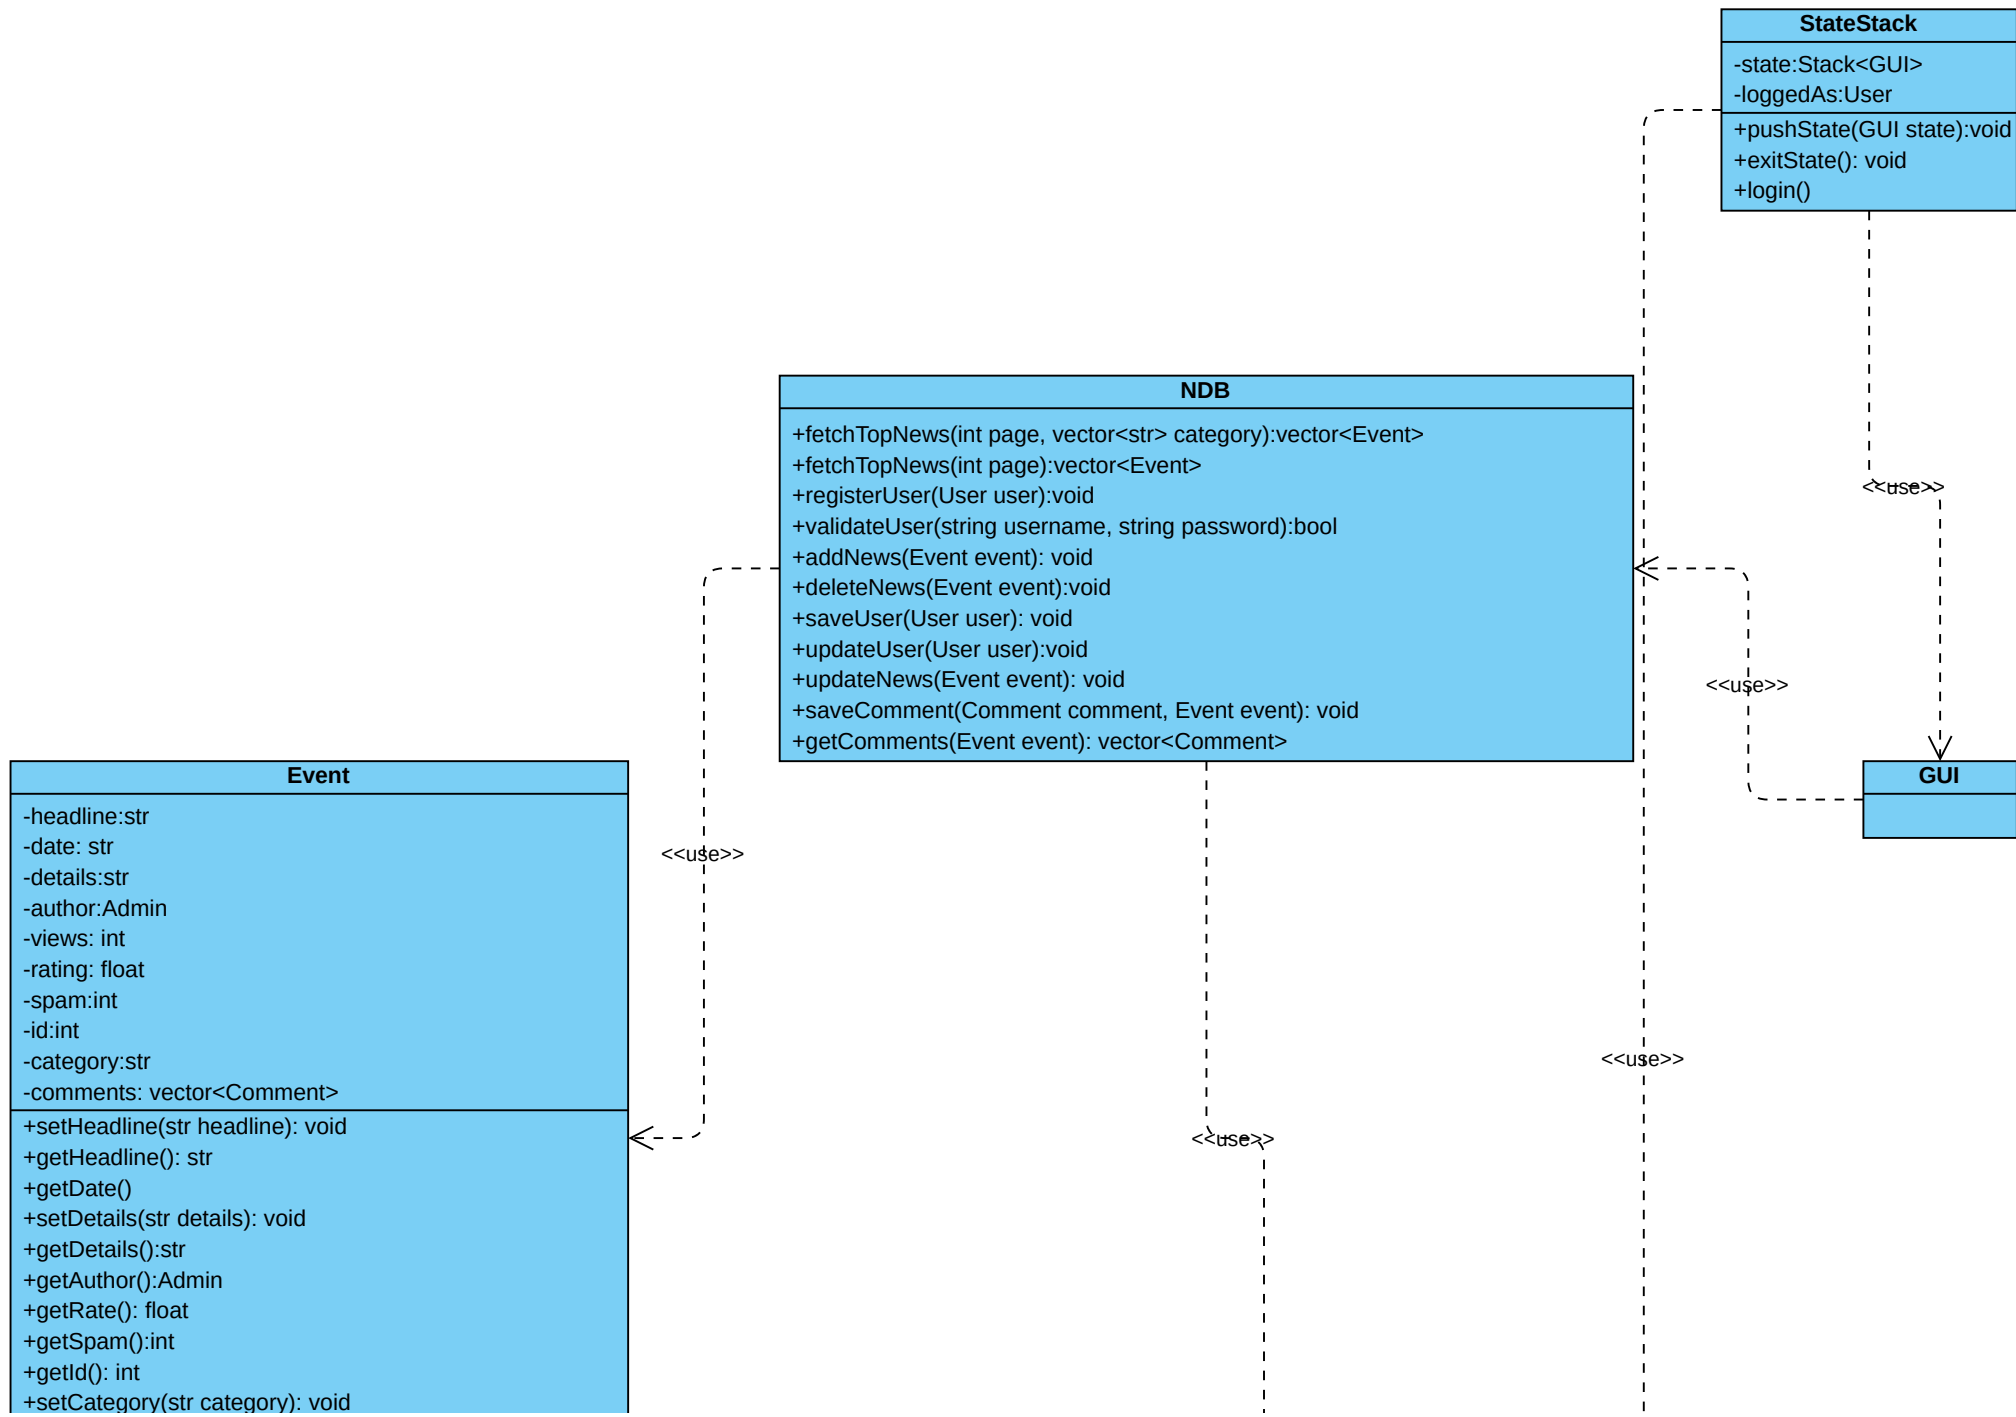 StateStack
-state:Stack<GUI>
-loggedAs:User
+pushState(GUI state):void
+exitState(): void
+login()
NDB
+fetchTopNews(int page, vector<str> category):vector<Event>
+fetchTopNews(int page):vector<Event>
+registerUser(User user):void
+validateUser(string username, string password):bool
+addNews(Event event): void
+deleteNews(Event event):void
+saveUser(User user): void
+updateUser(User user):void
+updateNews(Event event): void
+saveComment(Comment comment, Event event): void
+getComments(Event event): vector<Comment>
<<use>>
<<use>>
GUI
Event
-headline:str
-date: str
-details:str
-author:Admin
-views: int
-rating: float
-spam:int
-id:int
-category:str
-comments: vector<Comment>
+setHeadline(str headline): void
+getHeadline(): str
+getDate()
+setDetails(str details): void
+getDetails():str
+getAuthor():Admin
+getRate(): float
+getSpam():int
+getId(): int
+setCategory(str category): void
<<use>>
<<use>>
<<use>>